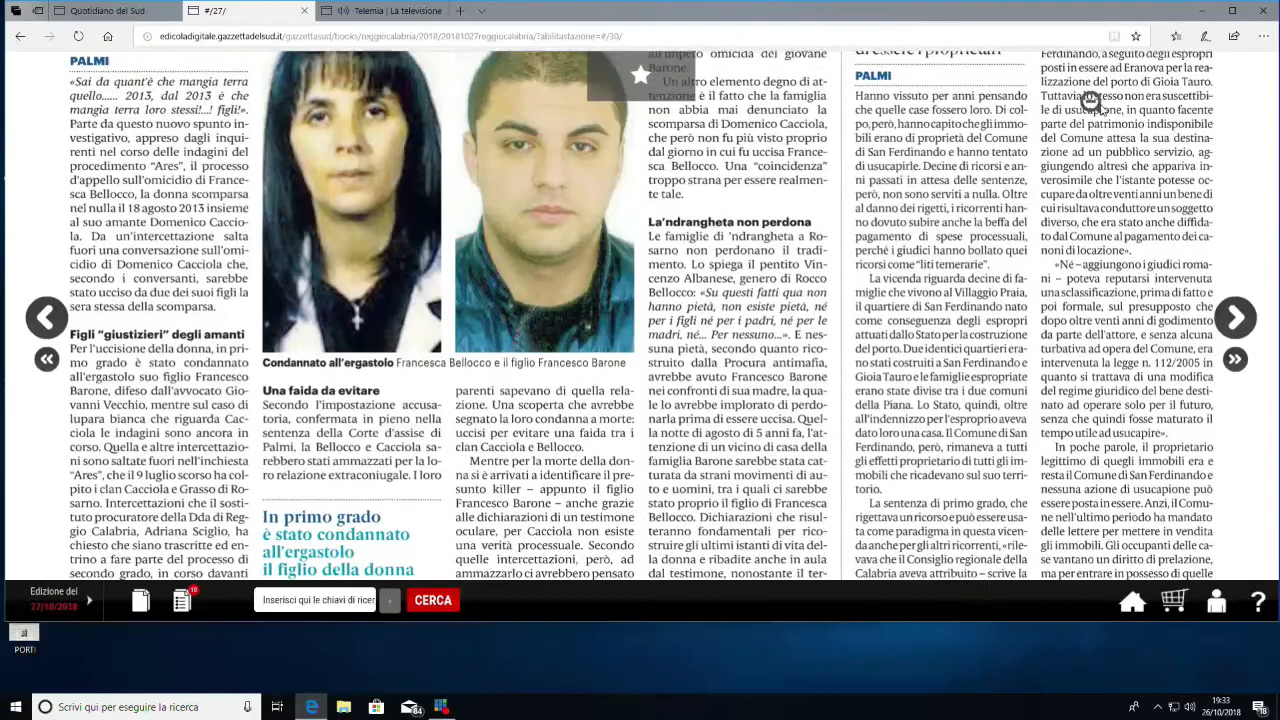 Quotidiano del Sud
#/27/
Telemia | La televisione
edicoladigitale.gazzettadelsud.it/gazzettasud/books/reggiocalabria/2018/20181027reggiocalabria/?abilitastazione=#/30/
PALMI
«Sai da quant'è che mangia terra
quello...... 2013, dal 2013 è che
mangia terra loro stessi!...! figli!».
Parte da questo nuovo spunto in-
vestigativo, appreso dagli inqui-
renti nel corso delle indagini del
procedimento “Ares”, il processo
d'appello sull'omicidio di France-
sca Bellocco, la donna scomparsa
nel nulla il 18 agosto 2013 insieme
al suo amante Domenico Caccio-
la. Da un'intercettazione salta
fuori una conversazione sull'omi-
cidio di Domenico Cacciola che,
secondo i conversanti, sarebbe
stato ucciso da due dei suoi figli la
sera stessa della scomparsa.
Figli “giustizieri” degli amanti
Per l'uccisione della donna, in pri-
mo grado è stato condannato
all'ergastolo suo figlio Francesco
Barone, difeso dall'avvocato Gio-
vanni Vecchio, mentre sul caso di
lupara bianca che riguarda Cac-
ciola le indagini sono ancora in
corso. Quella e altre intercettazio-
ni sono saltate fuori nell'inchiesta
“Ares”, che il 9 luglio scorso ha col-
pito i clan Cacciola e Grasso di Ro-
sarno. Intercettazioni che il sosti-
tuto procuratore della Dda di Reg-
gio Calabria, Adriana Sciglio, ha
chiesto che siano trascritte ed en-
trino a fare parte del processo di
secondo grado, in corso davanti
Condannato all'ergastolo Francesca Bellocco e il figlio Francesco Barone
Una faida da evitare
Secondo l'impostazione accusa-
toria, confermata in pieno nella
sentenza della Corte d'assise di
Palmi, la Bellocco e Cacciola sa-
rebbero stati ammazzati per la lo-
ro relazione extraconiugale. I loro
In primo grado
è stato condannato
all'ergastolo
il figlio della donna
parenti sapevano di quella rela-
zione. Una scoperta che avrebbe
segnato la loro condanna a morte:
uccisi per evitare una faida tra i
clan Cacciola e Bellocco.
Mentre per la morte della don-
na si è arrivati a identificare il pre-
sunto killer – appunto il figlio
Francesco Barone – anche grazie
alle dichiarazioni di un testimone
oculare, per Cacciola non esiste
una verità processuale. Secondo
quelle intercettazioni, però, ad
ammazzarlo ci avrebbero pensato
all'impeto omicida del giovane
Barone.
Un altro elemento degno di at-
tenzione è il fatto che la famiglia
non abbia mai denunciato la
scomparsa di Domenico Cacciola,
che però non fu più visto proprio
dal giorno in cui fu uccisa France-
sca Bellocco. Una “coincidenza”
troppo strana per essere realmen-
te tale.
La'ndrangheta non perdona
Le famiglie di 'ndrangheta a Ro-
sarno non perdonano il tradi-
mento. Lo spiega il pentito Vin-
cenzo Albanese, genero di Rocco
Bellocco: «Su questi fatti qua non
hanno pietà, non esiste pietà, né
per i figli né per i padri, né per le
madri, né... Per nessuno...». E nes-
suna pietà, secondo quanto rico-
struito dalla Procura antimafia,
avrebbe avuto Francesco Barone
nei confronti di sua madre, la qua-
le lo avrebbe implorato di perdo-
narla prima di essere uccisa. Quel-
la notte di agosto di 5 anni fa, l'at-
tenzione di un vicino di casa della
famiglia Barone sarebbe stata cat-
turata da strani movimenti di au-
to e uomini, tra i quali ci sarebbe
stato proprio il figlio di Francesca
Bellocco. Dichiarazioni che risul-
teranno fondamentali per rico-
struire gli ultimi istanti di vita del-
la donna e ribadite anche in aula
dal testimone, nonostante il ter-
di essere i proprietari
PALMI
Hanno vissuto per anni pensando
che quelle case fossero loro. Di col-
po, però, hanno capito che gli immo-
bili erano di proprietà del Comune
di San Ferdinando e hanno tentato
di usucapirle. Decine di ricorsi e an-
ni passati in attesa delle sentenze,
però, non sono serviti a nulla. Oltre
al danno dei rigetti, i ricorrenti han-
no dovuto subire anche la beffa del
pagamento di spese processuali,
perché i giudici hanno bollato quei
ricorsi come “liti temerarie”.
La vicenda riguarda decine di fa-
miglie che vivono al Villaggio Praia,
il quartiere di San Ferdinando nato
come conseguenza degli espropri
attuati dallo Stato per la costruzione
del porto. Due identici quartieri era-
no stati costruiti a San Ferdinando e
Gioia Tauro e le famiglie espropriate
erano state divise tra i due comuni
della Piana. Lo Stato, quindi, oltre
all'indennizzo per l'esproprio aveva
dato loro una casa. Il Comune di San
Ferdinando, però, rimaneva a tutti
gli effetti proprietario di tutti gli im-
mobili che ricadevano sul suo terri-
torio.
La sentenza di primo grado, che
rigettava un ricorso e può essere usa-
ta come paradigma in questa vicen-
da anche per gli altri ricorrenti, «rile-
vava che il Consiglio regionale della
Calabria aveva attribuito – scrive la
Ferdinando, a seguito degli espropri
posti in essere ad Eranova per la rea-
lizzazione del porto di Gioia Tauro.
Tuttavia esso non era suscettibi-
le di usucapione, in quanto facente
parte del patrimonio indisponibile
del Comune attesa la sua destina-
zione ad un pubblico servizio, ag-
giungendo altresì che appariva in-
verosimile che l'istante potesse oc-
cupare da oltre venti anni un bene di
cui risultava conduttore un soggetto
diverso, che era stato anche diffida-
to dal Comune al pagamento dei ca-
noni di locazione».
«Né – aggiungono i giudici roma-
ni – poteva reputarsi intervenuta
una sclassificazione, prima di fatto e
poi formale, sul presupposto che
dopo oltre venti anni di godimento
da parte dell'attore, e senza alcuna
turbativa ad opera del Comune, era
intervenuta la legge n. 112/2005 in
quanto si trattava di una modifica
del regime giuridico del bene desti-
nato ad operare solo per il futuro,
senza che quindi fosse maturato il
tempo utile ad usucapire».
In poche parole, il proprietario
legittimo di quegli immobili era e
resta il Comune di San Ferdinando e
nessuna azione di usucapione può
essere posta in essere. Anzi, il Comu-
ne nell'ultimo periodo ha mandato
delle lettere per mettere in vendita
gli immobili. Gli occupanti delle ca-
se vantano un diritto di prelazione,
ma per entrare in possesso di quelle
Edizione del
27/10/2018
10
Inserisci qui le chiavi di ricer
+
CERCA
?
PORTI
Scrivi qui per eseguire la ricerca
64
19:33
26/10/2018
18